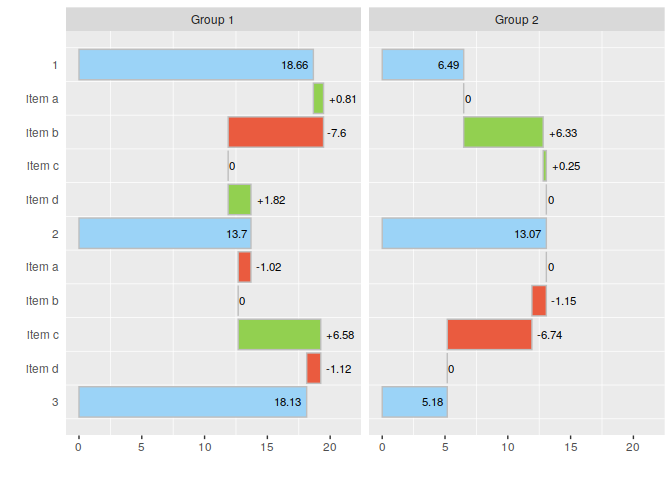 Group 1 Group 2
1 18.66 6.49
Item a +0.81 0
Item b -7.6 +6.33
Item c 0 +0.25
Item d +1.82 0
2 13.7 13.07
Item a -1.02 0
Item b 0 -1.15
Item c +6.58 -6.74
Item d -1.12 0
3 18.13 5.18
0 5 10 15 20 0 5 10 15 20